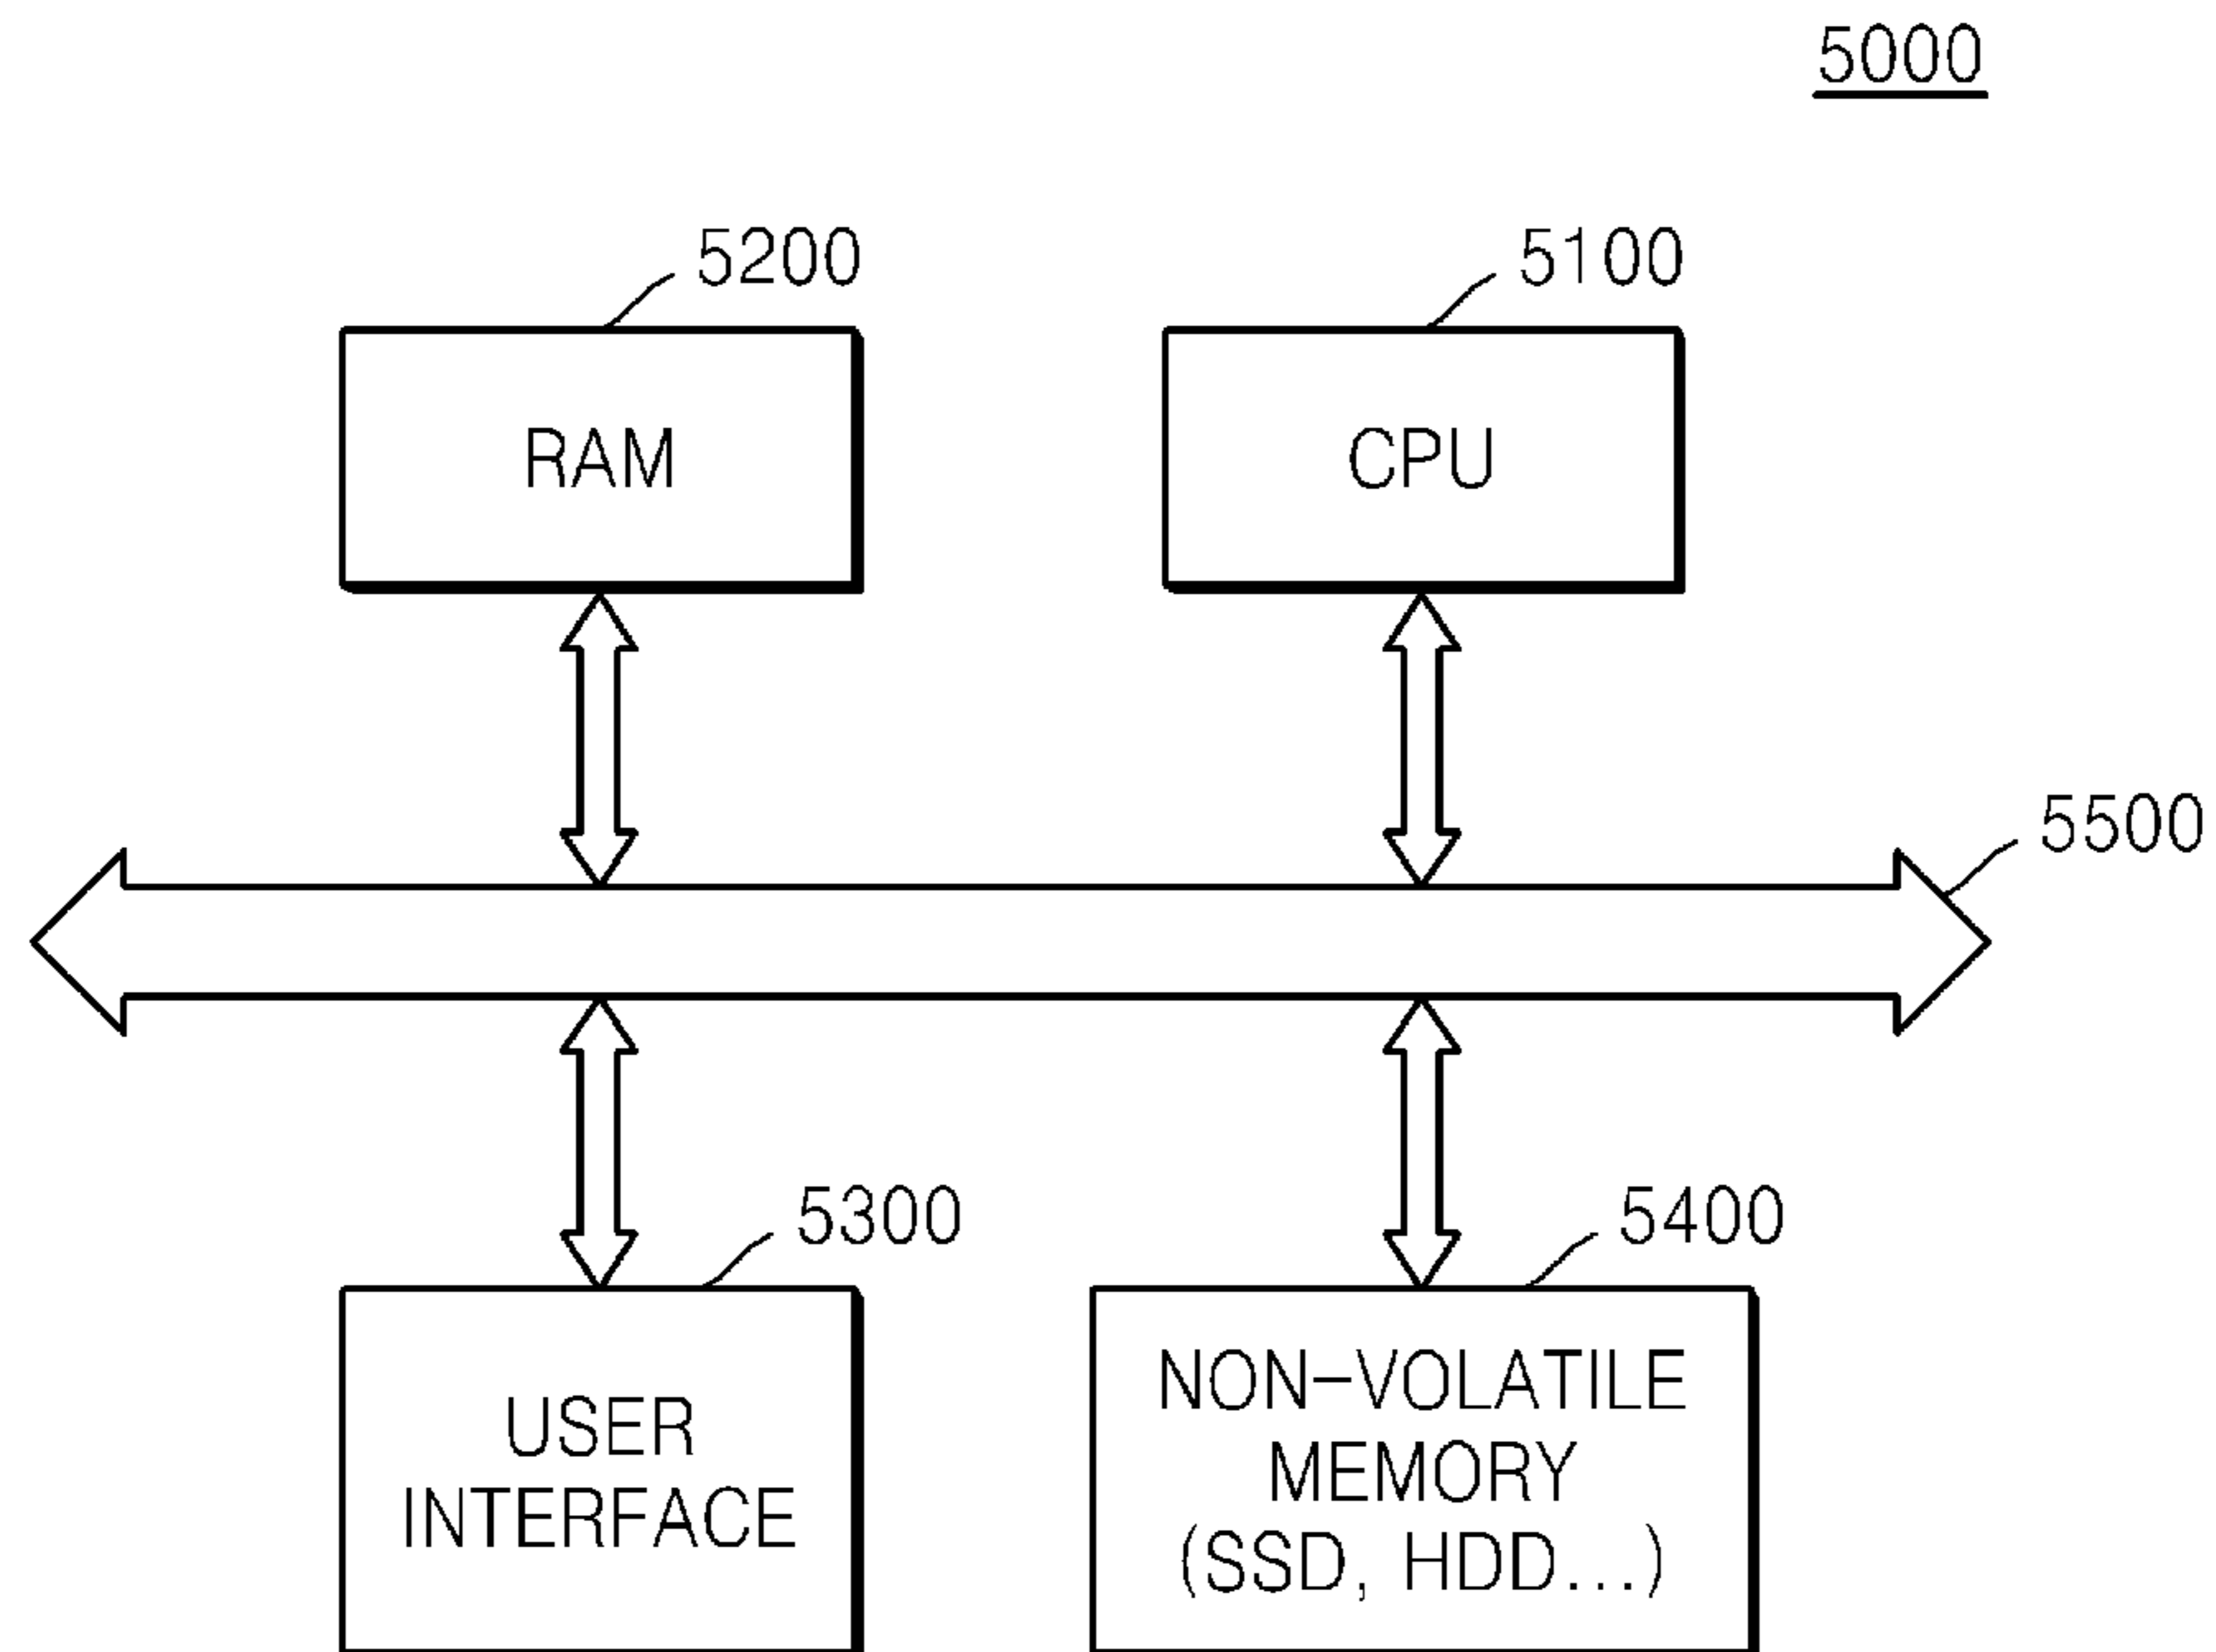 5000
5200
5100
RAM
CPU
5500
5300
5400
USER
INTERFACE
NON-VOLATILE
MEMORY
(SSD, HDD...)